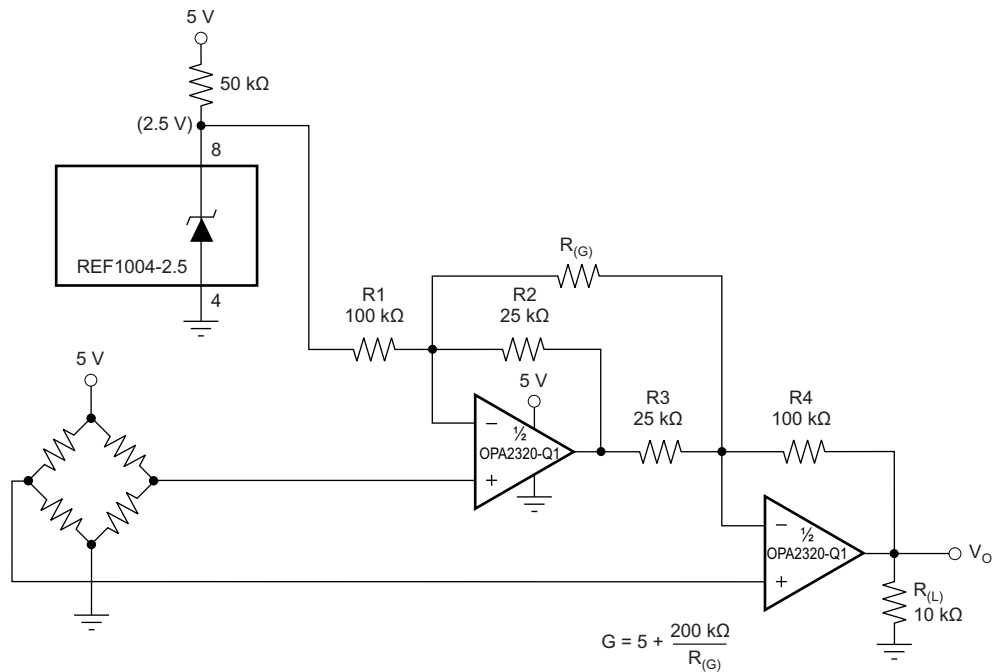 5 V
50 kΩ
(2.5 V)
8
REF1004-2.5
4
R(G)
R1
100 kΩ
R2
25 kΩ
5 V
5 V
R3
25 kΩ
R4
100 kΩ
−
½
OPA2320-Q1
+
−
½
OPA2320-Q1
+
VO
R(L)
10 kΩ
G = 5 + 200 kΩ / R(G)